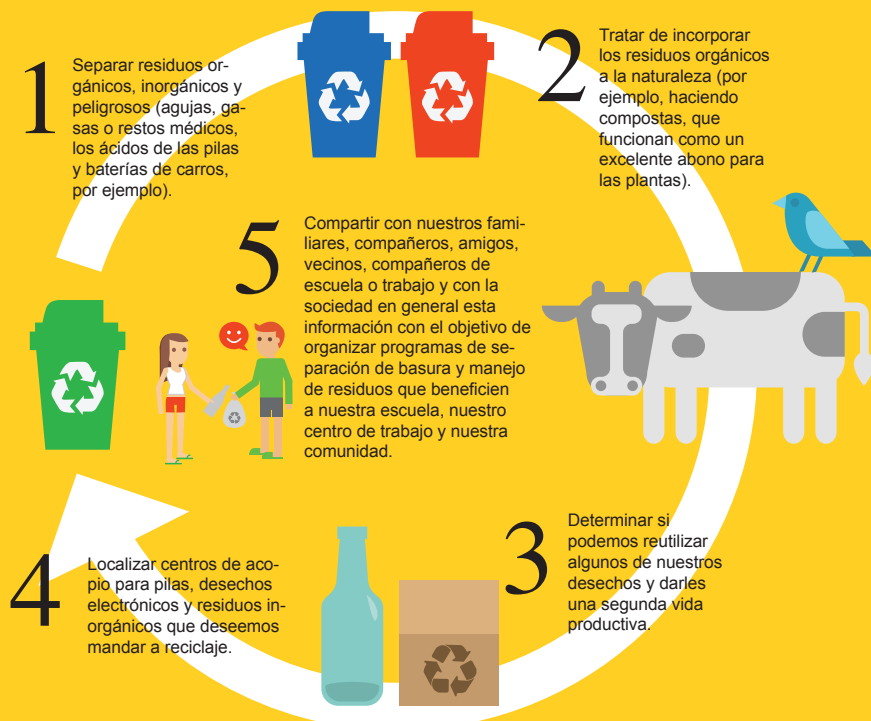 1
Separar residuos or-
gánicos, inorgánicos y
peligrosos (agujas, ga-
sas o restos médicos,
los ácidos de las pilas
y baterías de carros,
por ejemplo).
2
Tratar de incorporar
los residuos orgánicos
a la naturaleza (por
ejemplo, haciendo
compostas, que
funcionan como un
excelente abono para
las plantas).
3
Determinar si
podemos reutilizar
algunos de nuestros
desechos y darles
una segunda vida
productiva.
4
Localizar centros de aco-
pio para pilas, desechos
electrónicos y residuos in-
orgánicos que deseemos
mandar a reciclaje.
5
Compartir con nuestros fami-
liares, compañeros, amigos,
vecinos, compañeros de
escuela o trabajo y con la
sociedad en general esta
información con el objetivo de
organizar programas de se-
paración de basura y manejo
de residuos que beneficien
a nuestra escuela, nuestro
centro de trabajo y nuestra
comunidad.